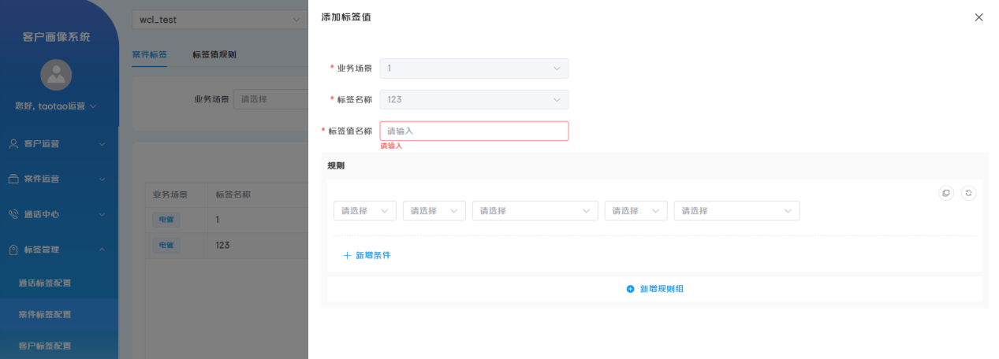 客户画像系统
您好, taotao运营
客户运营
案件运营
通话中心
标签管理
通话标签配置
案件标签配置
客户标签配置
wcl_test
案件标签
标签值规则
业务场景
请选择
业务场景
标签名称
电催
1
电催
123
添加标签值
* 业务场景
1
* 标签名称
123
* 标签值名称
请输入
请输入
规则
请选择
请选择
请选择
请选择
请选择
新增条件
新增规则组